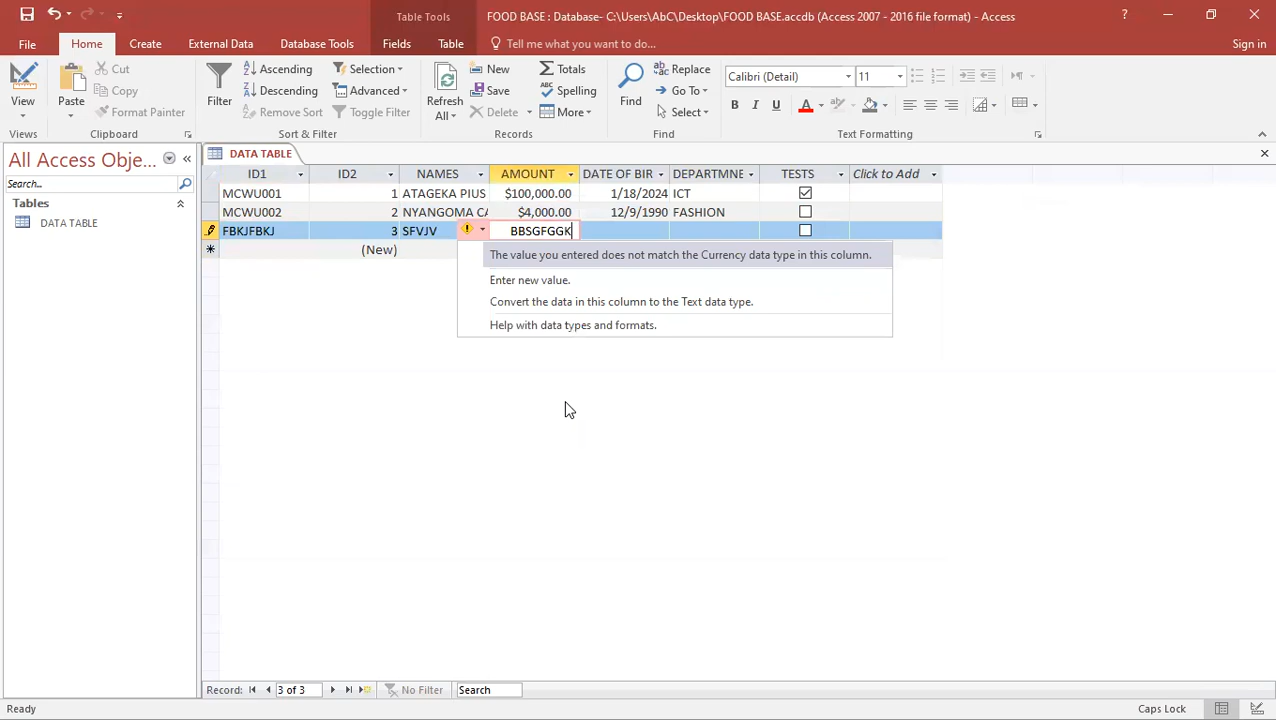 Table Tools
FOOD BASE : Database- C:\Users\AbC\Desktop\FOOD BASE.accdb (Access 2007 - 2016 file format) - Access
?
File
Home
Create
External Data
Database Tools
Fields
Table
Tell me what you want to do...
Sign in
View
Views
Paste
Cut
Copy
Format Painter
Clipboard
Filter
Ascending
Descending
Remove Sort
Selection
Advanced
Toggle Filter
Sort & Filter
Refresh
All
New
Save
Delete
Totals
Spelling
More
Records
Find
Replace
Go To
Select
Find
Calibri (Detail)
11
B I U
Text Formatting
All Access Obje...
Search...
Tables
DATA TABLE
DATA TABLE
ID1 ID2 NAMES AMOUNT DATE OF BIR DEPARTMNE TESTS Click to Add
MCWU001 1 ATAGEKA PIUS $100,000.00 1/18/2024 ICT
MCWU002 2 NYANGOMA CA $4,000.00 12/9/1990 FASHION
FBKJFBKJ 3 SFVJV BBSGFGGK
(New)
The value you entered does not match the Currency data type in this column.
Enter new value.
Convert the data in this column to the Text data type.
Help with data types and formats.
Record: 3 of 3 No Filter Search
Ready
Caps Lock